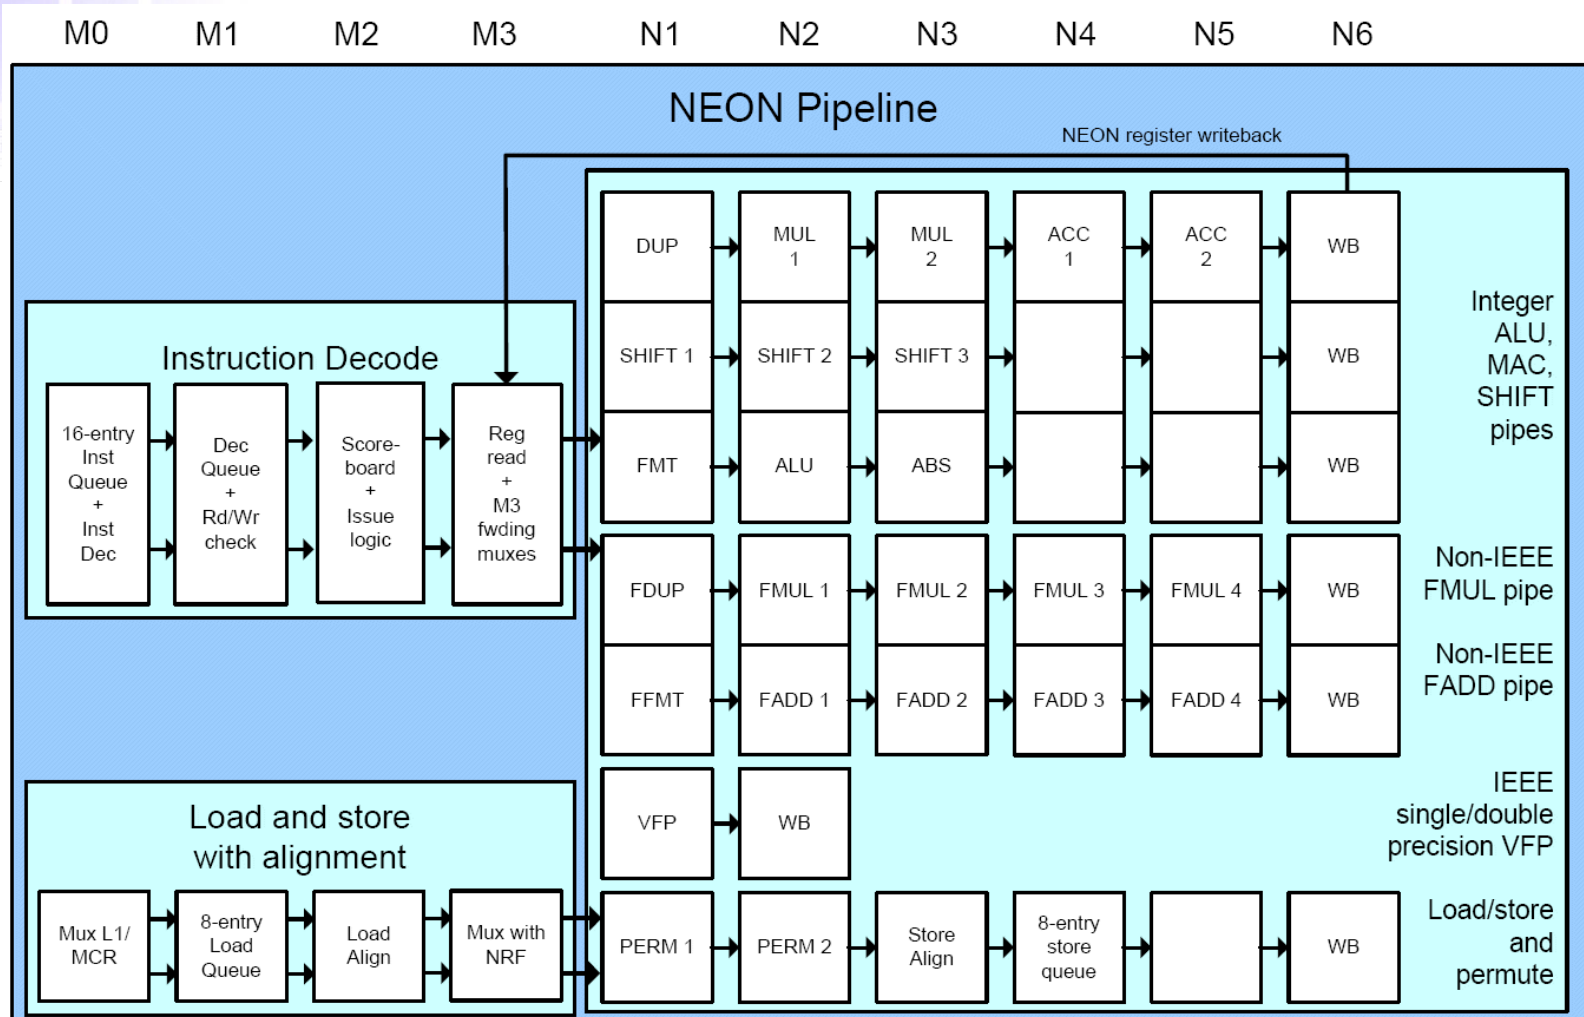 M0 M1 M2 M3 N1 N2 N3 N4 N5 N6
NEON Pipeline
NEON register writeback
DUP
MUL
1
MUL
2
ACC
1
ACC
2
WB
SHIFT 1
SHIFT 2
SHIFT 3
WB
FMT
ALU
ABS
WB
Integer
ALU,
MAC,
SHIFT
pipes
Instruction Decode
16-entry
Inst
Queue
+
Inst
Dec
Dec
Queue
+
Rd/Wr
check
Score-
board
+
Issue
logic
Reg
read
+
M3
fwding
muxes
FDUP
FMUL 1
FMUL 2
FMUL 3
FMUL 4
WB
Non-IEEE
FMUL pipe
FFMT
FADD 1
FADD 2
FADD 3
FADD 4
WB
Non-IEEE
FADD pipe
VFP
WB
IEEE
single/double
precision VFP
Load and store
with alignment
Mux L1/
MCR
8-entry
Load
Queue
Load
Align
Mux with
NRF
PERM 1
PERM 2
Store
Align
8-entry
store
queue
WB
Load/store
and
permute